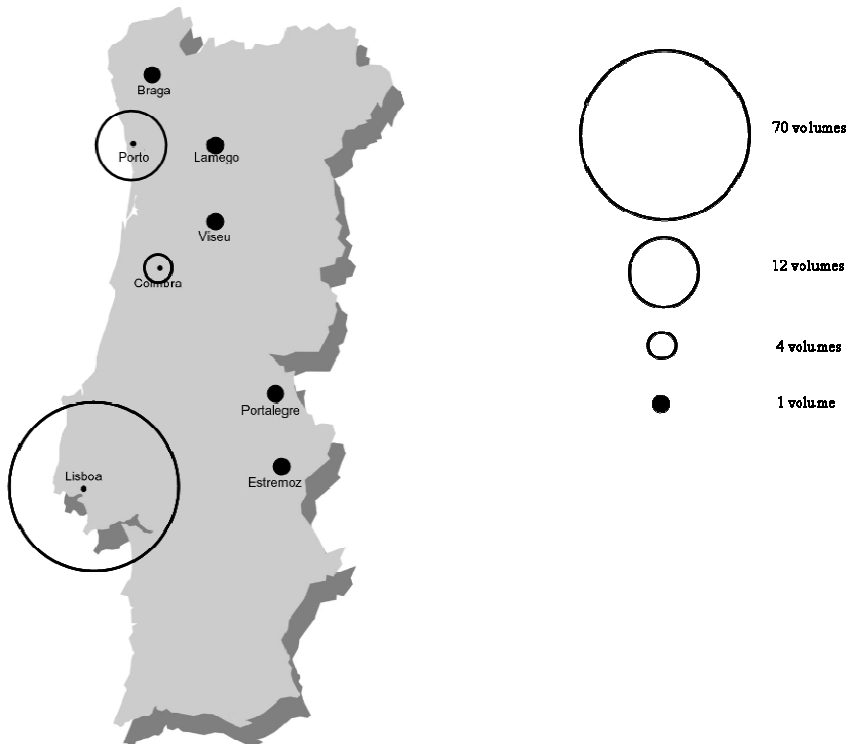 Braga
Porto
Lamego
Viseu
Coimbra
Portalegre
Lisboa
Estremoz
70 volumes
12 volumes
4 volumes
1 volume